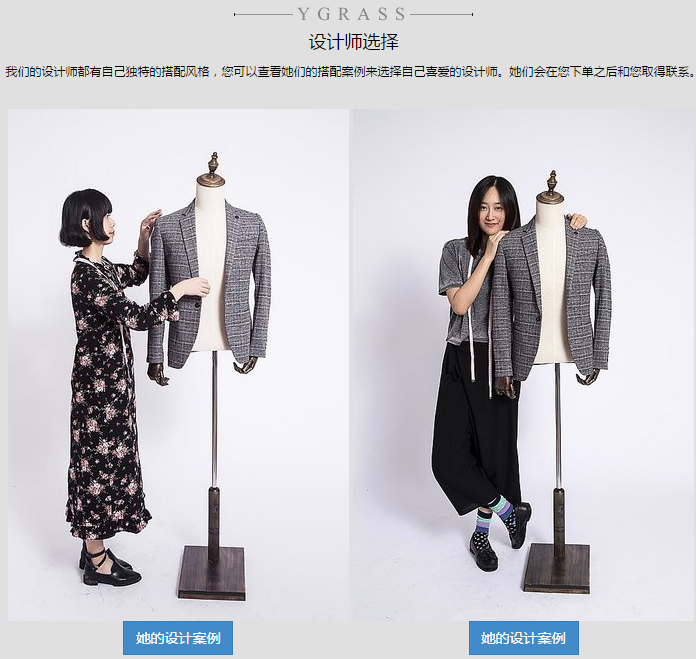 YGRASS
设计师选择
我们的设计师都有自己独特的搭配风格，您可以查看她们的搭配案例来选择自己喜爱的设计师。她们会在您下单之后和您取得联系。
她的设计案例
她的设计案例